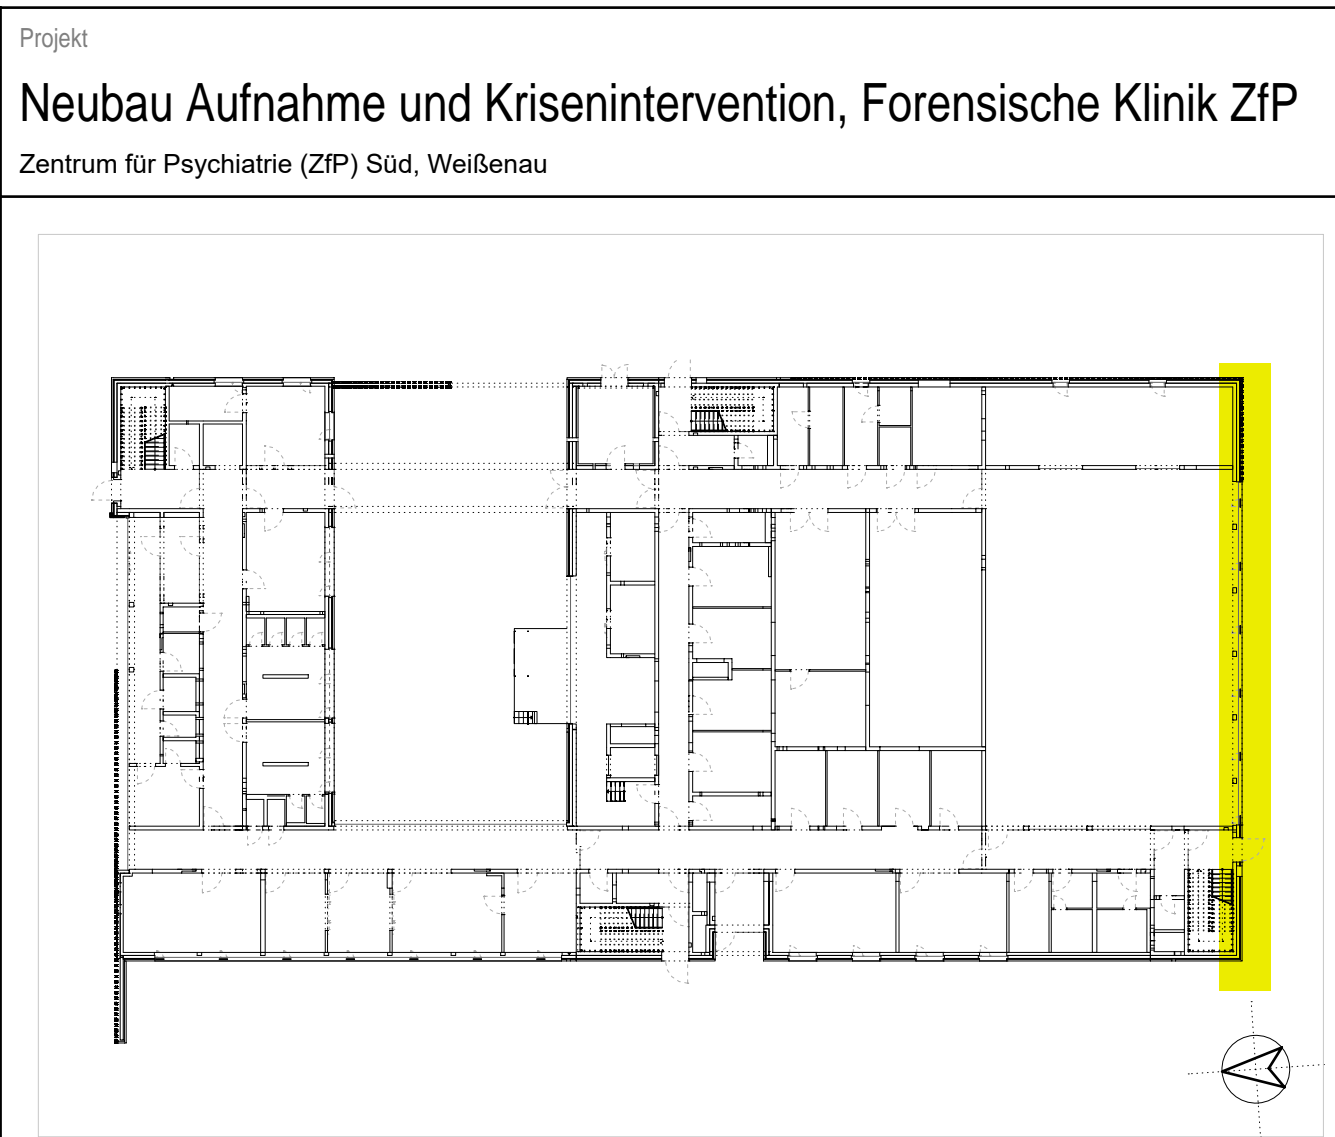 Projekt
Neubau Aufnahme und Krisenintervention, Forensische Klinik ZfP
Zentrum für Psychiatrie (ZfP) Süd, Weißenau